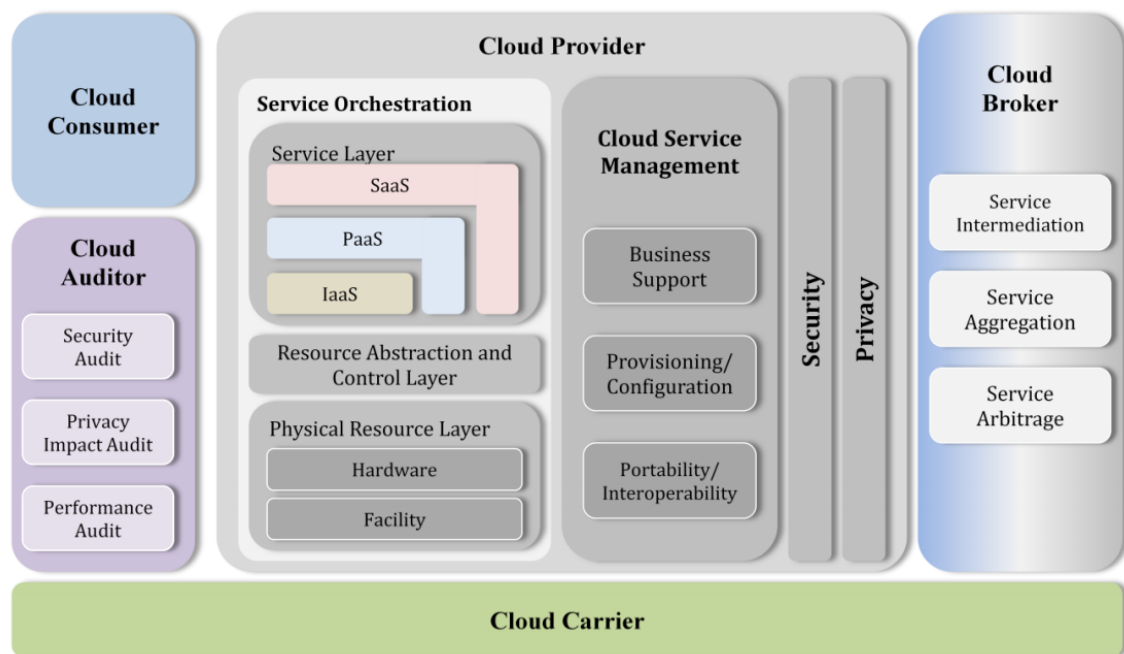 Cloud
Consumer
Cloud
Auditor
Security
Audit
Privacy
Impact Audit
Performance
Audit
Cloud Provider
Service Orchestration
Service Layer
SaaS
PaaS
IaaS
Resource Abstraction and
Control Layer
Physical Resource Layer
Hardware
Facility
Cloud Service
Management
Business
Support
Provisioning/
Configuration
Portability/
Interoperability
Security
Privacy
Cloud
Broker
Service
Intermediation
Service
Aggregation
Service
Arbitrage
Cloud Carrier